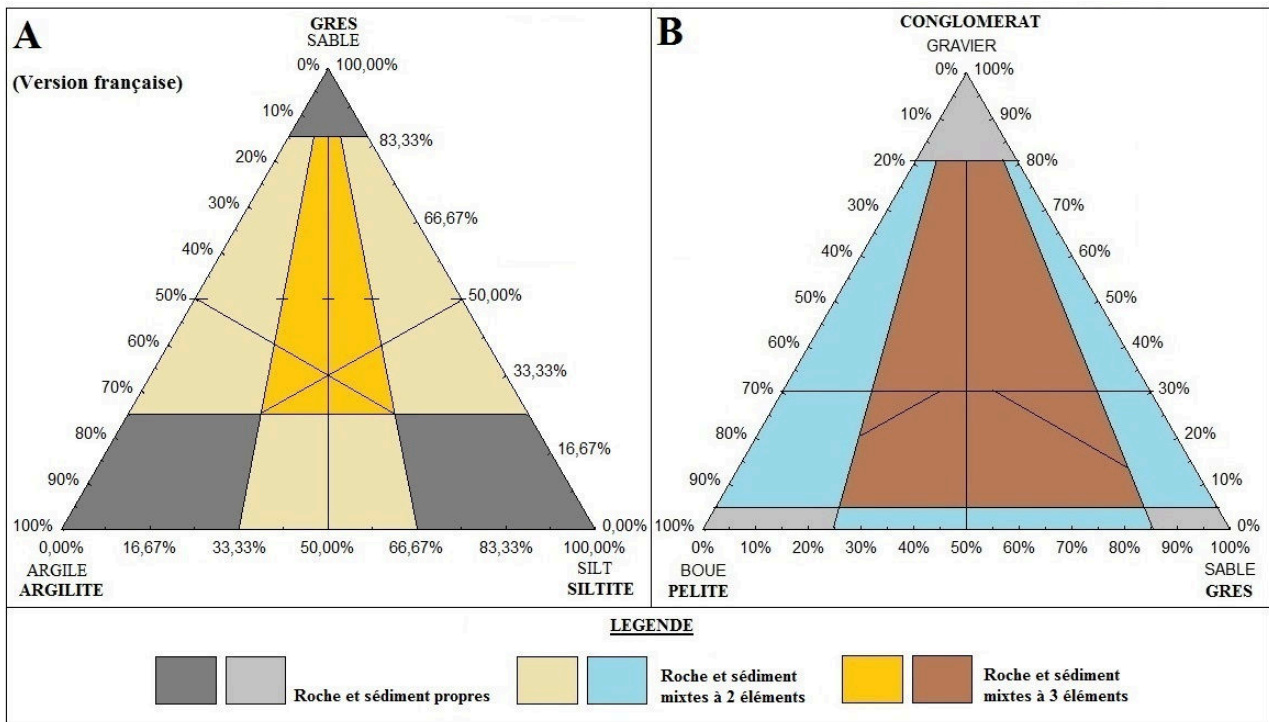 A
(Version française)
GRES
SABLE
0% 100,00%
10%
83,33%
20%
30%
66,67%
40%
50% 50,00%
60%
33,33%
70%
80%
16,67%
90%
100% 0,00%
0,00% 16,67% 33,33% 50,00% 66,67% 83,33% 100,00%
ARGILE SILT
ARGILITE SILTITE
B
CONGLOMERAT
GRAVIER
0% 100%
10% 90%
20% 80%
30% 70%
40% 60%
50% 50%
60% 40%
70% 30%
80% 20%
90% 10%
100% 0%
0% 10% 20% 30% 40% 50% 60% 70% 80% 90% 100%
BOUE SABLE
PELITE GRES
LEGENDE
Roche et sédiment propres
Roche et sédiment
mixtes à 2 éléments
Roche et sédiment
mixtes à 3 éléments